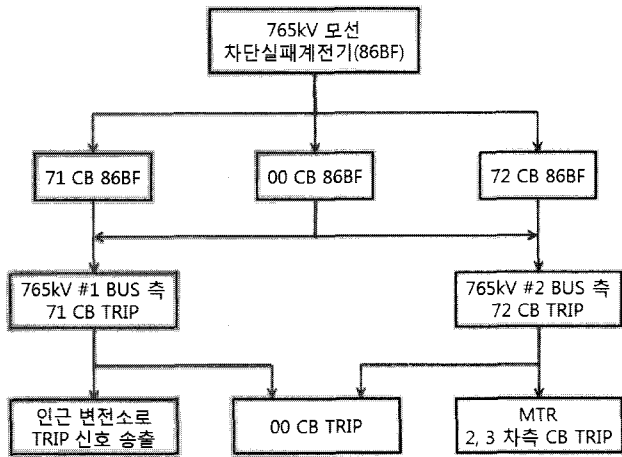 765kV 모선
차단실패계전기(86BF)
71 CB 86BF
00 CB 86BF
72 CB 86BF
765kV #1 BUS 측
71 CB TRIP
765kV #2 BUS 측
72 CB TRIP
인근 변전소로
TRIP 신호 송출
00 CB TRIP
MTR
2, 3 차측 CB TRIP